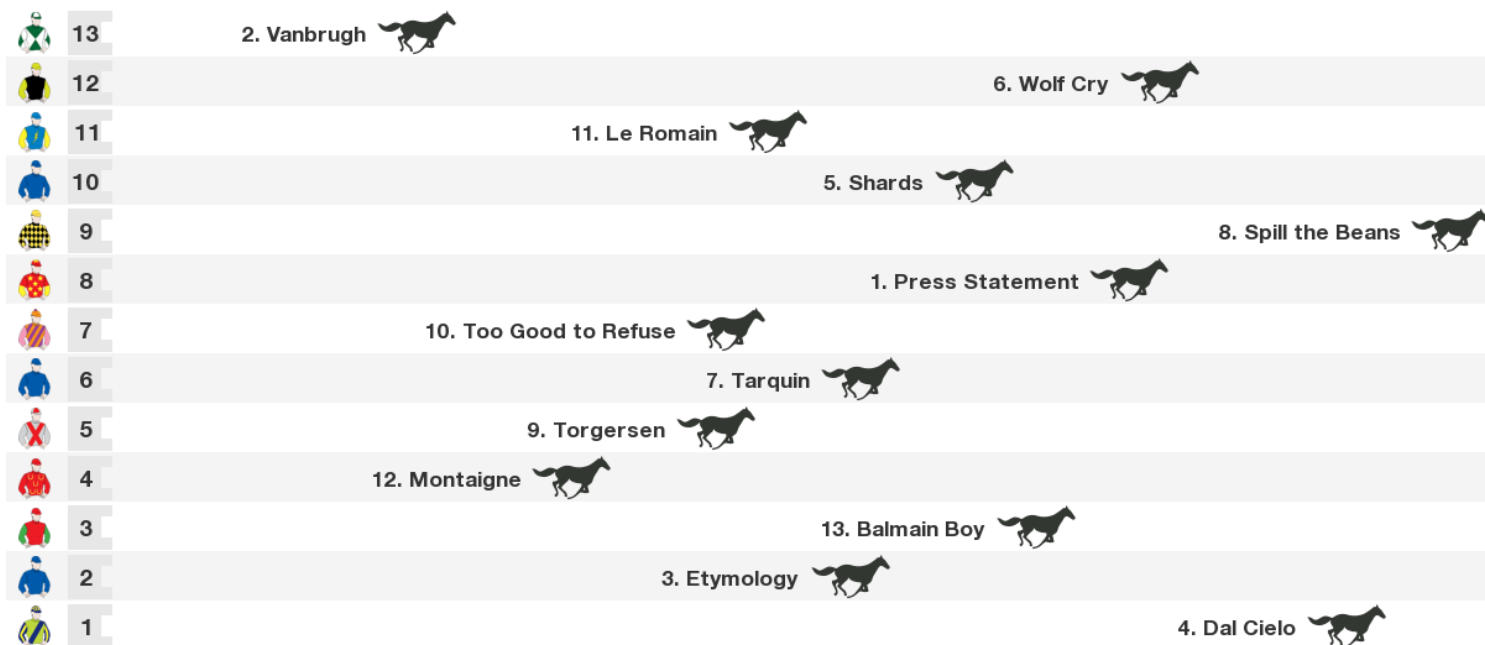 13 2. Vanbrugh
12 6. Wolf Cry
11 11. Le Romain
10 5. Shards
9 8. Spill the Beans
8 1. Press Statement
7 10. Too Good to Refuse
6 7. Tarquin
5 9. Torgersen
4 12. Montaigne
3 13. Balmain Boy
2 3. Etymology
1 4. Dal Cielo